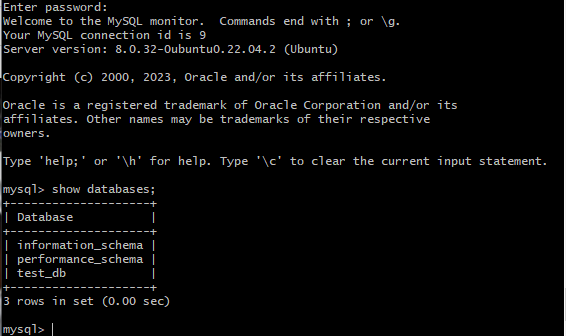 Enter password:
Welcome to the MySQL monitor.  Commands end with ; or \g.
Your MySQL connection id is 9
Server version: 8.0.32-0ubuntu0.22.04.2 (Ubuntu)
Copyright (c) 2000, 2023, Oracle and/or its affiliates.
Oracle is a registered trademark of Oracle Corporation and/or its
affiliates. Other names may be trademarks of their respective
owners.
Type 'help;' or '\h' for help. Type '\c' to clear the current input statement.
mysql> show databases;
+--------------------+
| Database           |
+--------------------+
| information_schema |
| performance_schema |
| test_db            |
+--------------------+
3 rows in set (0.00 sec)
mysql>